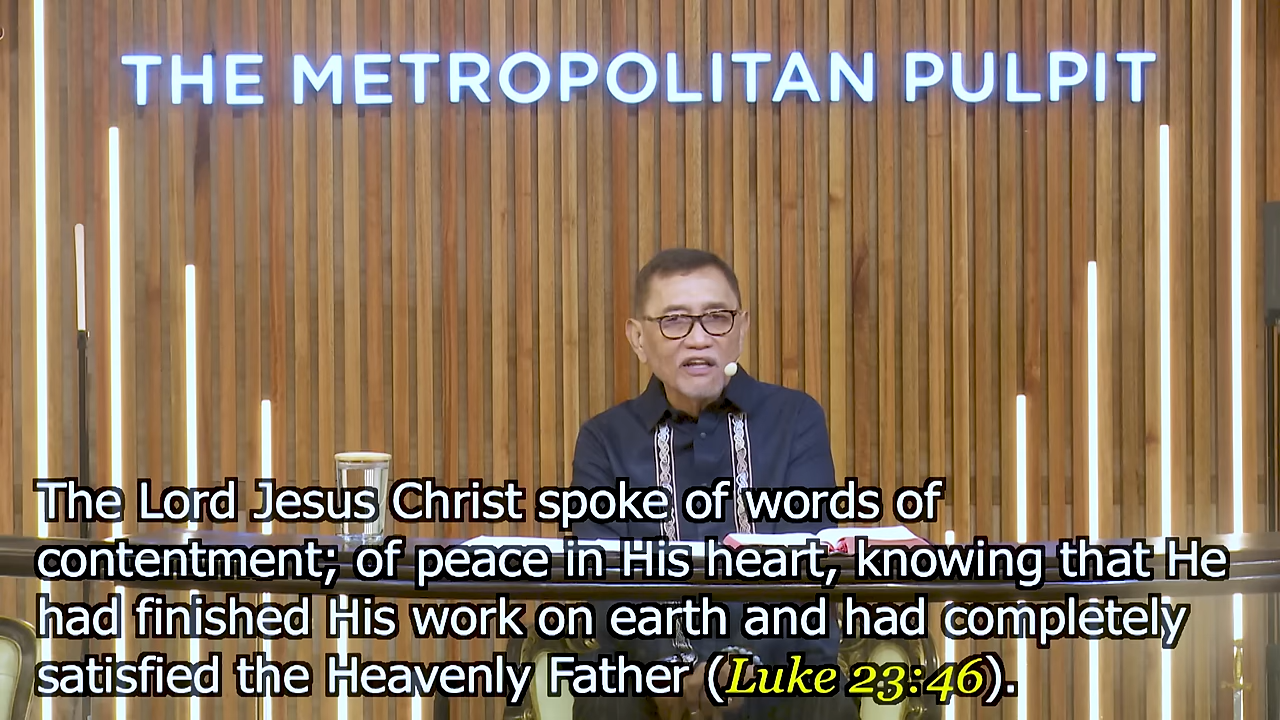 THE METROPOLITAN PULPIT
The Lord Jesus Christ spoke of words of
contentment; of peace in His heart, knowing that He
had finished His work on earth and had completely
satisfied the Heavenly Father (Luke 23:46).